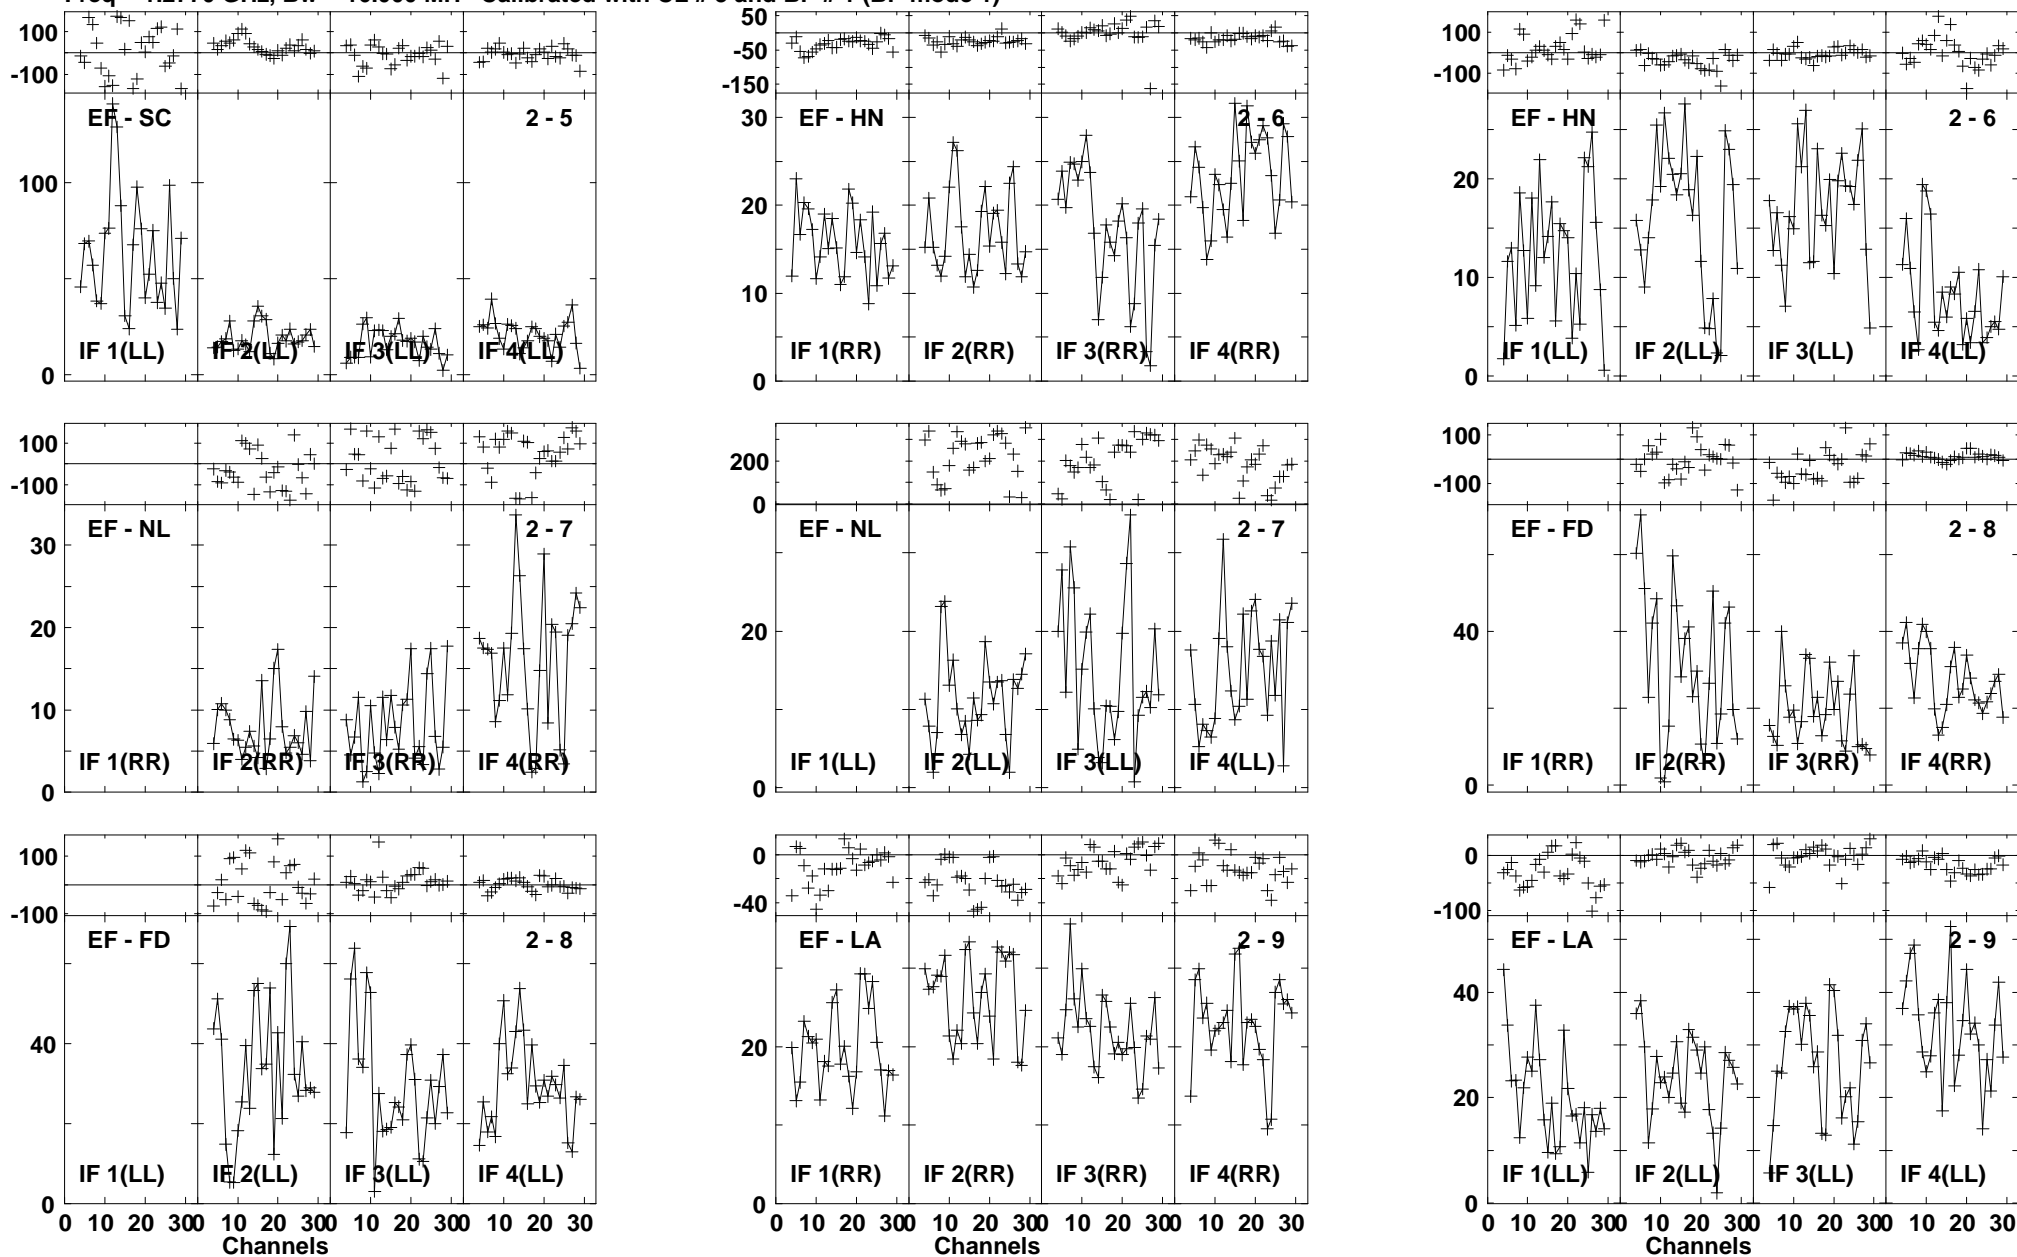 100
-100
EF - SC 2 - 5
100
0
IF 1(LL) IF 2(LL) IF 3(LL) IF 4(LL)
50
-50
-150
EF - HN 2 - 6
30
20
10
0
IF 1(RR) IF 2(RR) IF 3(RR) IF 4(RR)
100
-100
EF - HN 2 - 6
20
10
0
IF 1(LL) IF 2(LL) IF 3(LL) IF 4(LL)
100
-100
EF - NL 2 - 7
30
20
10
0
IF 1(RR) IF 2(RR) IF 3(RR) IF 4(RR)
200
0
EF - NL 2 - 7
20
0
IF 1(LL) IF 2(LL) IF 3(LL) IF 4(LL)
100
-100
EF - FD 2 - 8
40
0
IF 1(RR) IF 2(RR) IF 3(RR) IF 4(RR)
100
-100
EF - FD 2 - 8
40
0
IF 1(LL) IF 2(LL) IF 3(LL) IF 4(LL)
0 10 20 300 10 20 300 10 20 300 10 20 30
Channels
0
-40
EF - LA 2 - 9
20
0
IF 1(RR) IF 2(RR) IF 3(RR) IF 4(RR)
0 10 20 300 10 20 300 10 20 300 10 20 30
Channels
0
-100
EF - LA 2 - 9
40
20
0
IF 1(LL) IF 2(LL) IF 3(LL) IF 4(LL)
0 10 20 300 10 20 300 10 20 300 10 20 30
Channels